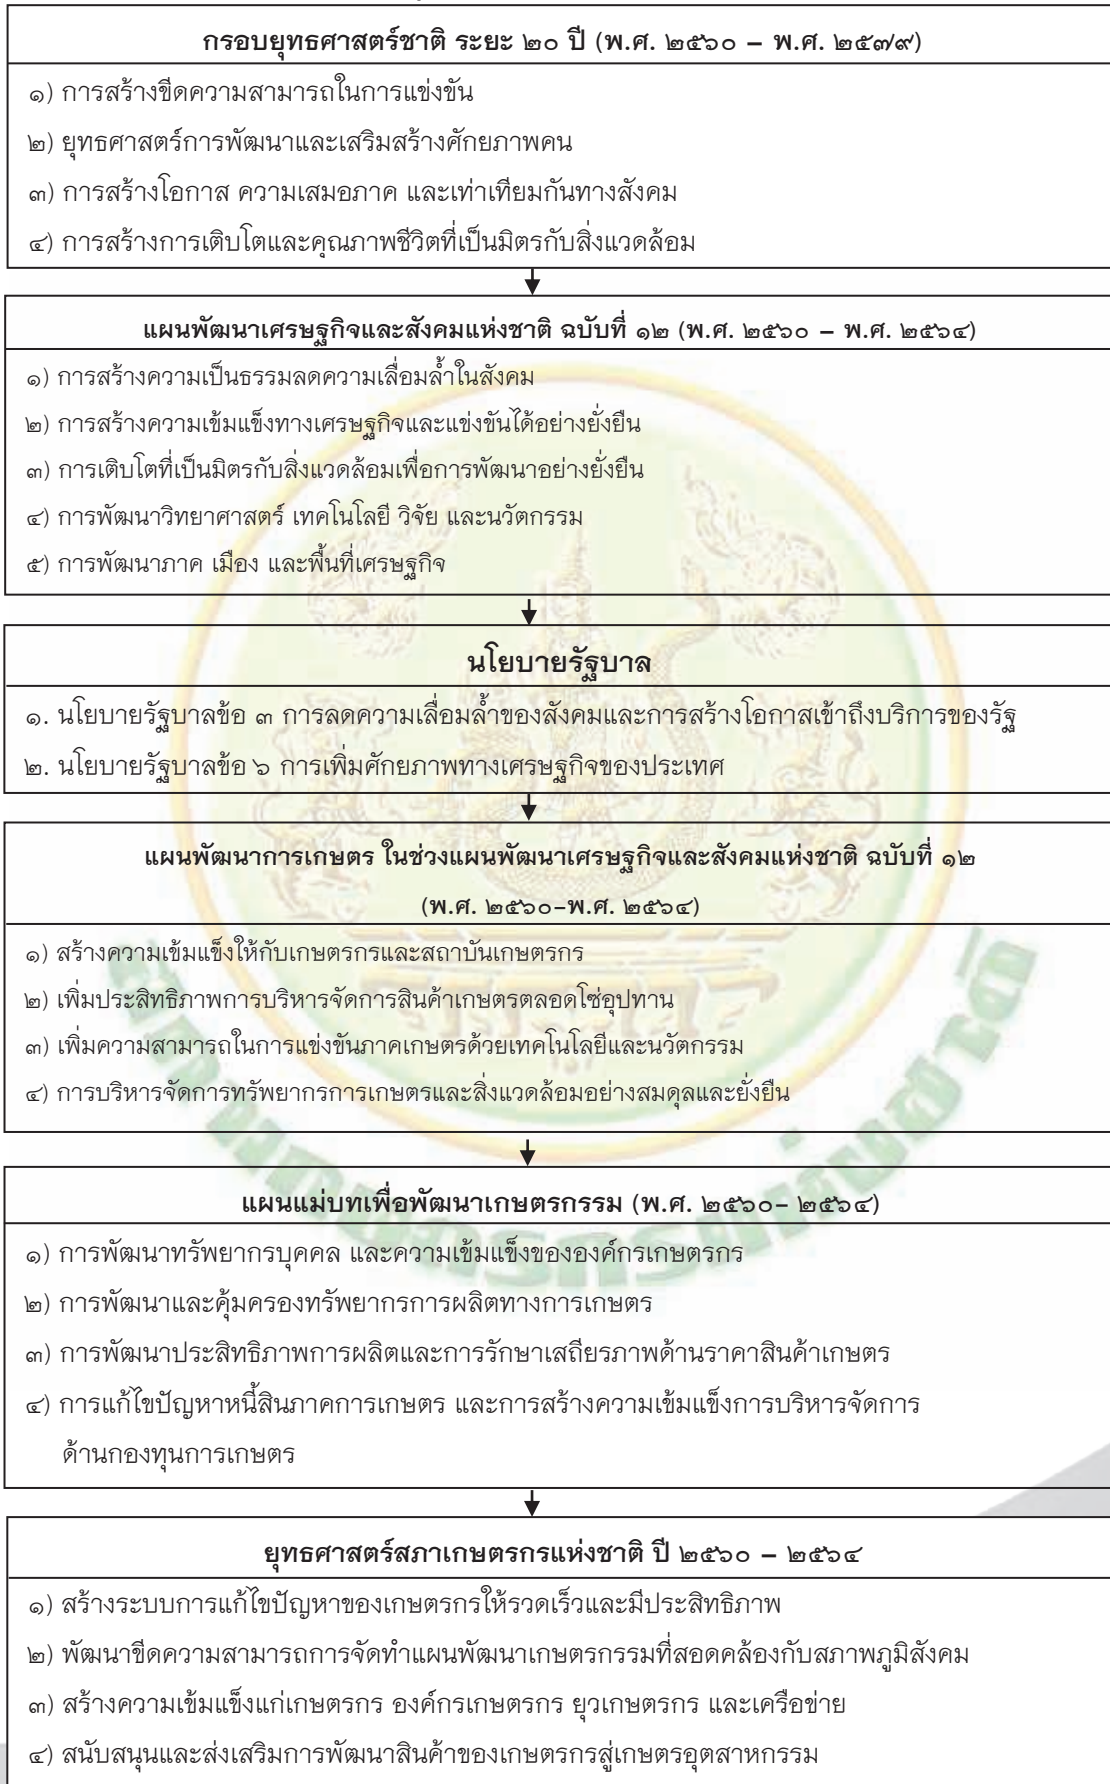 กรอบยุทธศาสตร์ชาติ ระยะ ๒๐ ปี (พ.ศ. ๒๕๖๐ – พ.ศ. ๒๕๗๙)
๑) การสร้างขีดความสามารถในการแข่งขัน
๒) ยุทธศาสตร์การพัฒนาและเสริมสร้างศักยภาพคน
๓) การสร้างโอกาส ความเสมอภาค และเท่าเทียมกันทางสังคม
๔) การสร้างการเติบโตและคุณภาพชีวิตที่เป็นมิตรกับสิ่งแวดล้อม
แผนพัฒนาเศรษฐกิจและสังคมแห่งชาติ ฉบับที่ ๑๒ (พ.ศ. ๒๕๖๐ – พ.ศ. ๒๕๖๔)
๑) การสร้างความเป็นธรรมลดความเลื่อมล้ำในสังคม
๒) การสร้างความเข้มแข็งทางเศรษฐกิจและแข่งขันได้อย่างยั่งยืน
๓) การเติบโตที่เป็นมิตรกับสิ่งแวดล้อมเพื่อการพัฒนาอย่างยั่งยืน
๔) การพัฒนาวิทยาศาสตร์ เทคโนโลยี วิจัย และนวัตกรรม
๕) การพัฒนาภาค เมือง และพื้นที่เศรษฐกิจ
นโยบายรัฐบาล
๑. นโยบายรัฐบาลข้อ ๓ การลดความเลื่อมล้ำของสังคมและการสร้างโอกาสเข้าถึงบริการของรัฐ
๒. นโยบายรัฐบาลข้อ ๖ การเพิ่มศักยภาพทางเศรษฐกิจของประเทศ
แผนพัฒนาการเกษตร ในช่วงแผนพัฒนาเศรษฐกิจและสังคมแห่งชาติ ฉบับที่ ๑๒
(พ.ศ. ๒๕๖๐–พ.ศ. ๒๕๖๔)
๑) สร้างความเข้มแข็งให้กับเกษตรกรและสถาบันเกษตรกร
๒) เพิ่มประสิทธิภาพการบริหารจัดการสินค้าเกษตรตลอดโซ่อุปทาน
๓) เพิ่มความสามารถในการแข่งขันภาคเกษตรด้วยเทคโนโลยีและนวัตกรรม
๔) การบริหารจัดการทรัพยากรการเกษตรและสิ่งแวดล้อมอย่างสมดุลและยั่งยืน
แผนแม่บทเพื่อพัฒนาเกษตรกรรม (พ.ศ. ๒๕๖๐– ๒๕๖๔)
๑) การพัฒนาทรัพยากรบุคคล และความเข้มแข็งขององค์กรเกษตรกร
๒) การพัฒนาและคุ้มครองทรัพยากรการผลิตทางการเกษตร
๓) การพัฒนาประสิทธิภาพการผลิตและการรักษาเสถียรภาพด้านราคาสินค้าเกษตร
๔) การแก้ไขปัญหาหนี้สินภาคการเกษตร และการสร้างความเข้มแข็งการบริหารจัดการ
ด้านกองทุนการเกษตร
ยุทธศาสตร์สภาเกษตรกรแห่งชาติ ปี ๒๕๖๐ – ๒๕๖๔
๑) สร้างระบบการแก้ไขปัญหาของเกษตรกรให้รวดเร็วและมีประสิทธิภาพ
๒) พัฒนาขีดความสามารถการจัดทำแผนพัฒนาเกษตรกรรมที่สอดคล้องกับสภาพภูมิสังคม
๓) สร้างความเข้มแข็งแก่เกษตรกร องค์กรเกษตรกร ยุวเกษตรกร และเครือข่าย
๔) สนับสนุนและส่งเสริมการพัฒนาสินค้าของเกษตรกรสู่เกษตรอุตสาหกรรม
สภาเกษตรกรแห่งชาติ